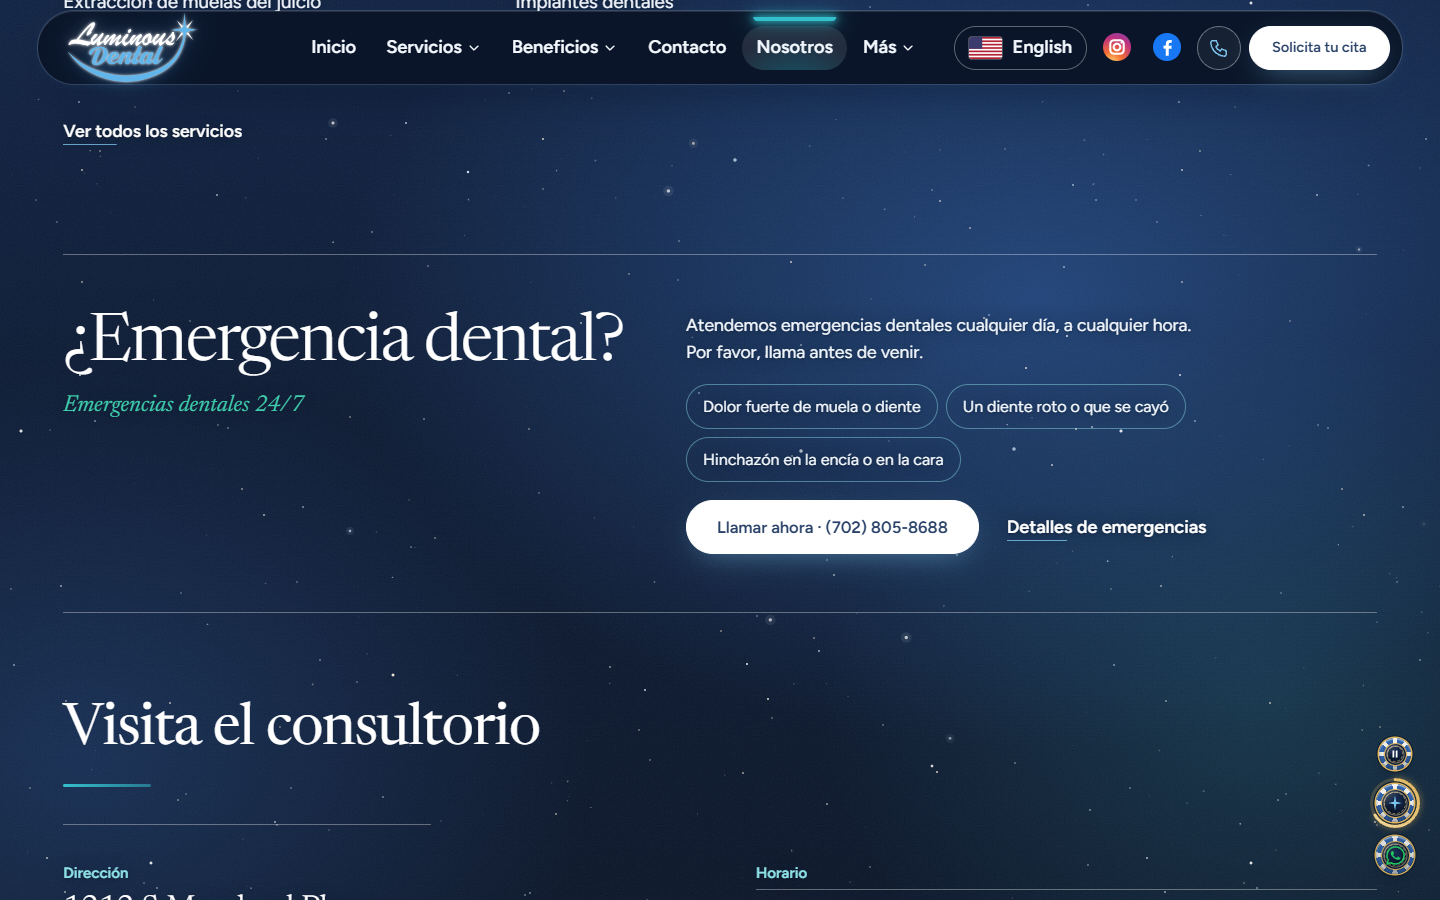 Extracción de muelas del juicio
Implantes dentales
Luminous Dental
Inicio
Servicios
Beneficios
Contacto
Nosotros
Más
English
Solicita tu cita
Ver todos los servicios
¿Emergencia dental?
Emergencias dentales 24/7
Atendemos emergencias dentales cualquier día, a cualquier hora.
Por favor, llama antes de venir.
Dolor fuerte de muela o diente
Un diente roto o que se cayó
Hinchazón en la encía o en la cara
Llamar ahora · (702) 805-8688
Detalles de emergencias
Visita el consultorio
Dirección
Horario